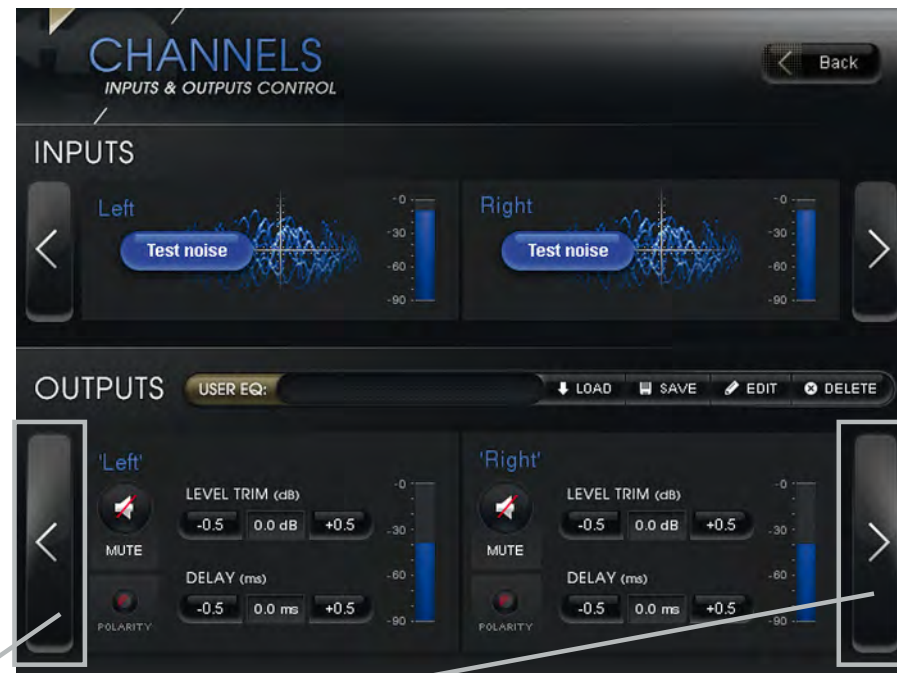 CHANNELS
INPUTS & OUTPUTS CONTROL
Back
INPUTS
Left
Test noise
-0
-30
-60
-90
Right
Test noise
-0
-30
-60
-90
OUTPUTS
USER EQ:
LOAD
SAVE
EDIT
DELETE
'Left'
MUTE
POLARITY
LEVEL TRIM (dB)
-0.5 0.0 dB +0.5
DELAY (ms)
-0.5 0.0 ms +0.5
-0
-30
-60
-90
'Right'
MUTE
POLARITY
LEVEL TRIM (dB)
-0.5 0.0 dB +0.5
DELAY (ms)
-0.5 0.0 ms +0.5
-0
-30
-60
-90